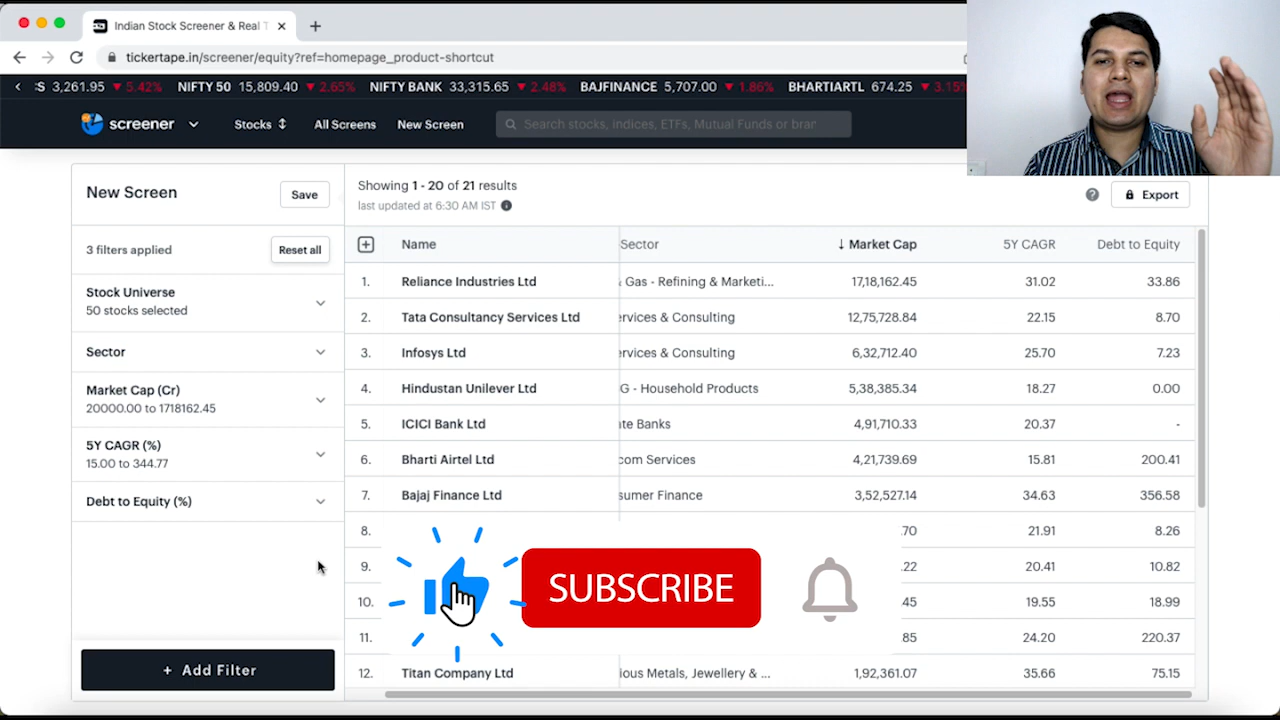 Indian Stock Screener & Real T
tickertape.in/screener/equity?ref=homepage_product-shortcut
S 3,261.95 ▼ 5.42% NIFTY 50 15,809.40 ▼ 2.65% NIFTY BANK 33,315.65 ▼ 2.48% BAJFINANCE 5,707.00 ▼ 1.86% BHARTIARTL 674.25 ▼ 3.15%
screener Stocks All Screens New Screen Search stocks, indices, ETFs, Mutual Funds or bran
New Screen Save
3 filters applied Reset all
Stock Universe
50 stocks selected
Sector
Market Cap (Cr)
20000.00 to 1718162.45
5Y CAGR (%)
15.00 to 344.77
Debt to Equity (%)
+ Add Filter
Showing 1 - 20 of 21 results
last updated at 6:30 AM IST
Export
Name Sector ↓ Market Cap 5Y CAGR Debt to Equity
1. Reliance Industries Ltd & Gas - Refining & Marketi... 17,18,162.45 31.02 33.86
2. Tata Consultancy Services Ltd ervices & Consulting 12,75,728.84 22.15 8.70
3. Infosys Ltd ervices & Consulting 6,32,712.40 25.70 7.23
4. Hindustan Unilever Ltd G - Household Products 5,38,385.34 18.27 0.00
5. ICICI Bank Ltd te Banks 4,91,710.33 20.37 -
6. Bharti Airtel Ltd com Services 4,21,739.69 15.81 200.41
7. Bajaj Finance Ltd sumer Finance 3,52,527.14 34.63 356.58
8. .70 21.91 8.26
9. .22 20.41 10.82
10. .45 19.55 18.99
11. 85 24.20 220.37
12. Titan Company Ltd ious Metals, Jewellery & ... 1,92,361.07 35.66 75.15
SUBSCRIBE